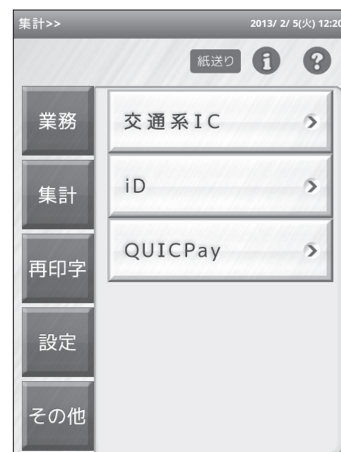 集計>> 2013/ 2/ 5(火) 12:20
紙送り i ?
業務
集計
再印字
設定
その他
交通系IC
iD
QUICPay